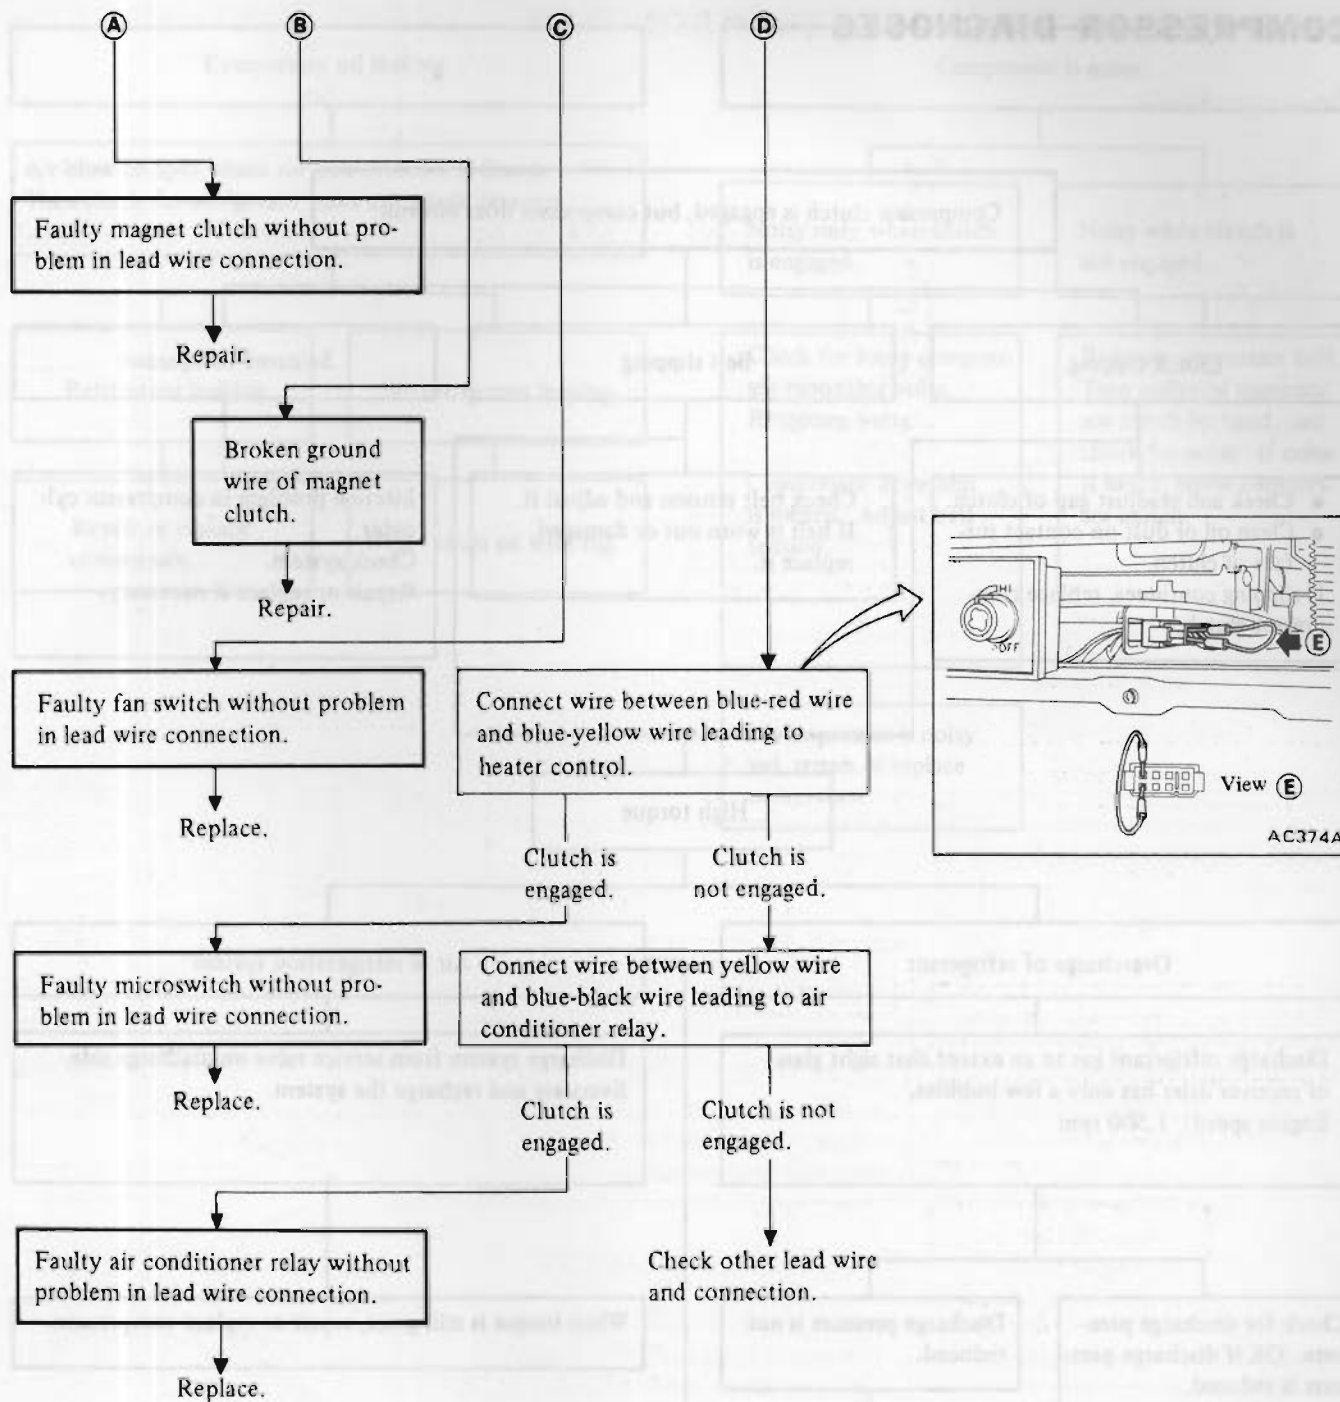 A
B
C
D
Faulty magnet clutch without pro-
blem in lead wire connection.
Repair.
Broken ground
wire of magnet
clutch.
Repair.
Faulty fan switch without problem
in lead wire connection.
Replace.
Connect wire between blue-red wire
and blue-yellow wire leading to
heater control.
HI
OFF
E
View E
AC374A
Clutch is
engaged.
Clutch is
not engaged.
Faulty microswitch without pro-
blem in lead wire connection.
Replace.
Connect wire between yellow wire
and blue-black wire leading to air
conditioner relay.
Clutch is
engaged.
Clutch is not
engaged.
Faulty air conditioner relay without
problem in lead wire connection.
Replace.
Check other lead wire
and connection.